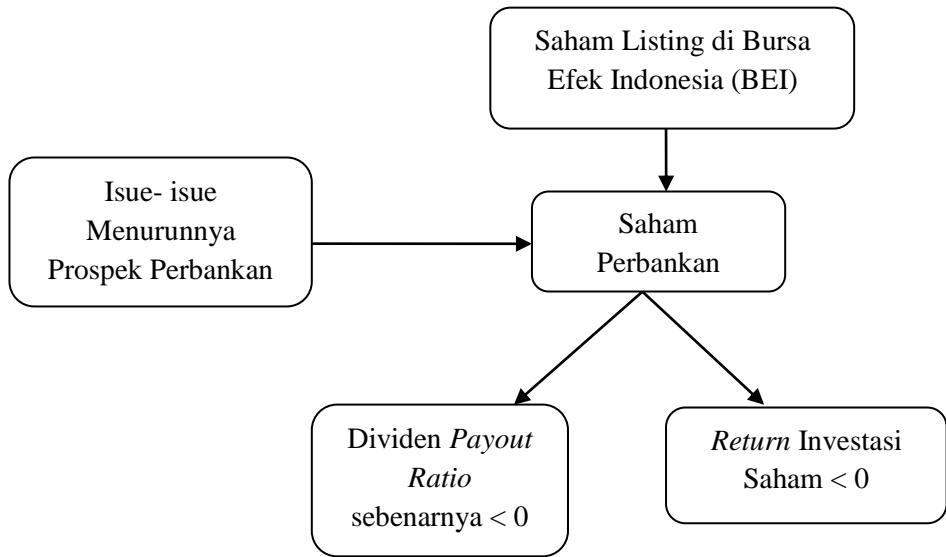 Saham Listing di Bursa
Efek Indonesia (BEI)
Isue- isue
Menurunnya
Prospek Perbankan
Saham
Perbankan
Dividen Payout
Ratio
sebenarnya < 0
Return Investasi
Saham < 0